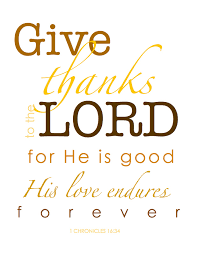 Give
thanks
to the
LORD
for He is good
His love endures
forever
1 CHRONICLES 16:34